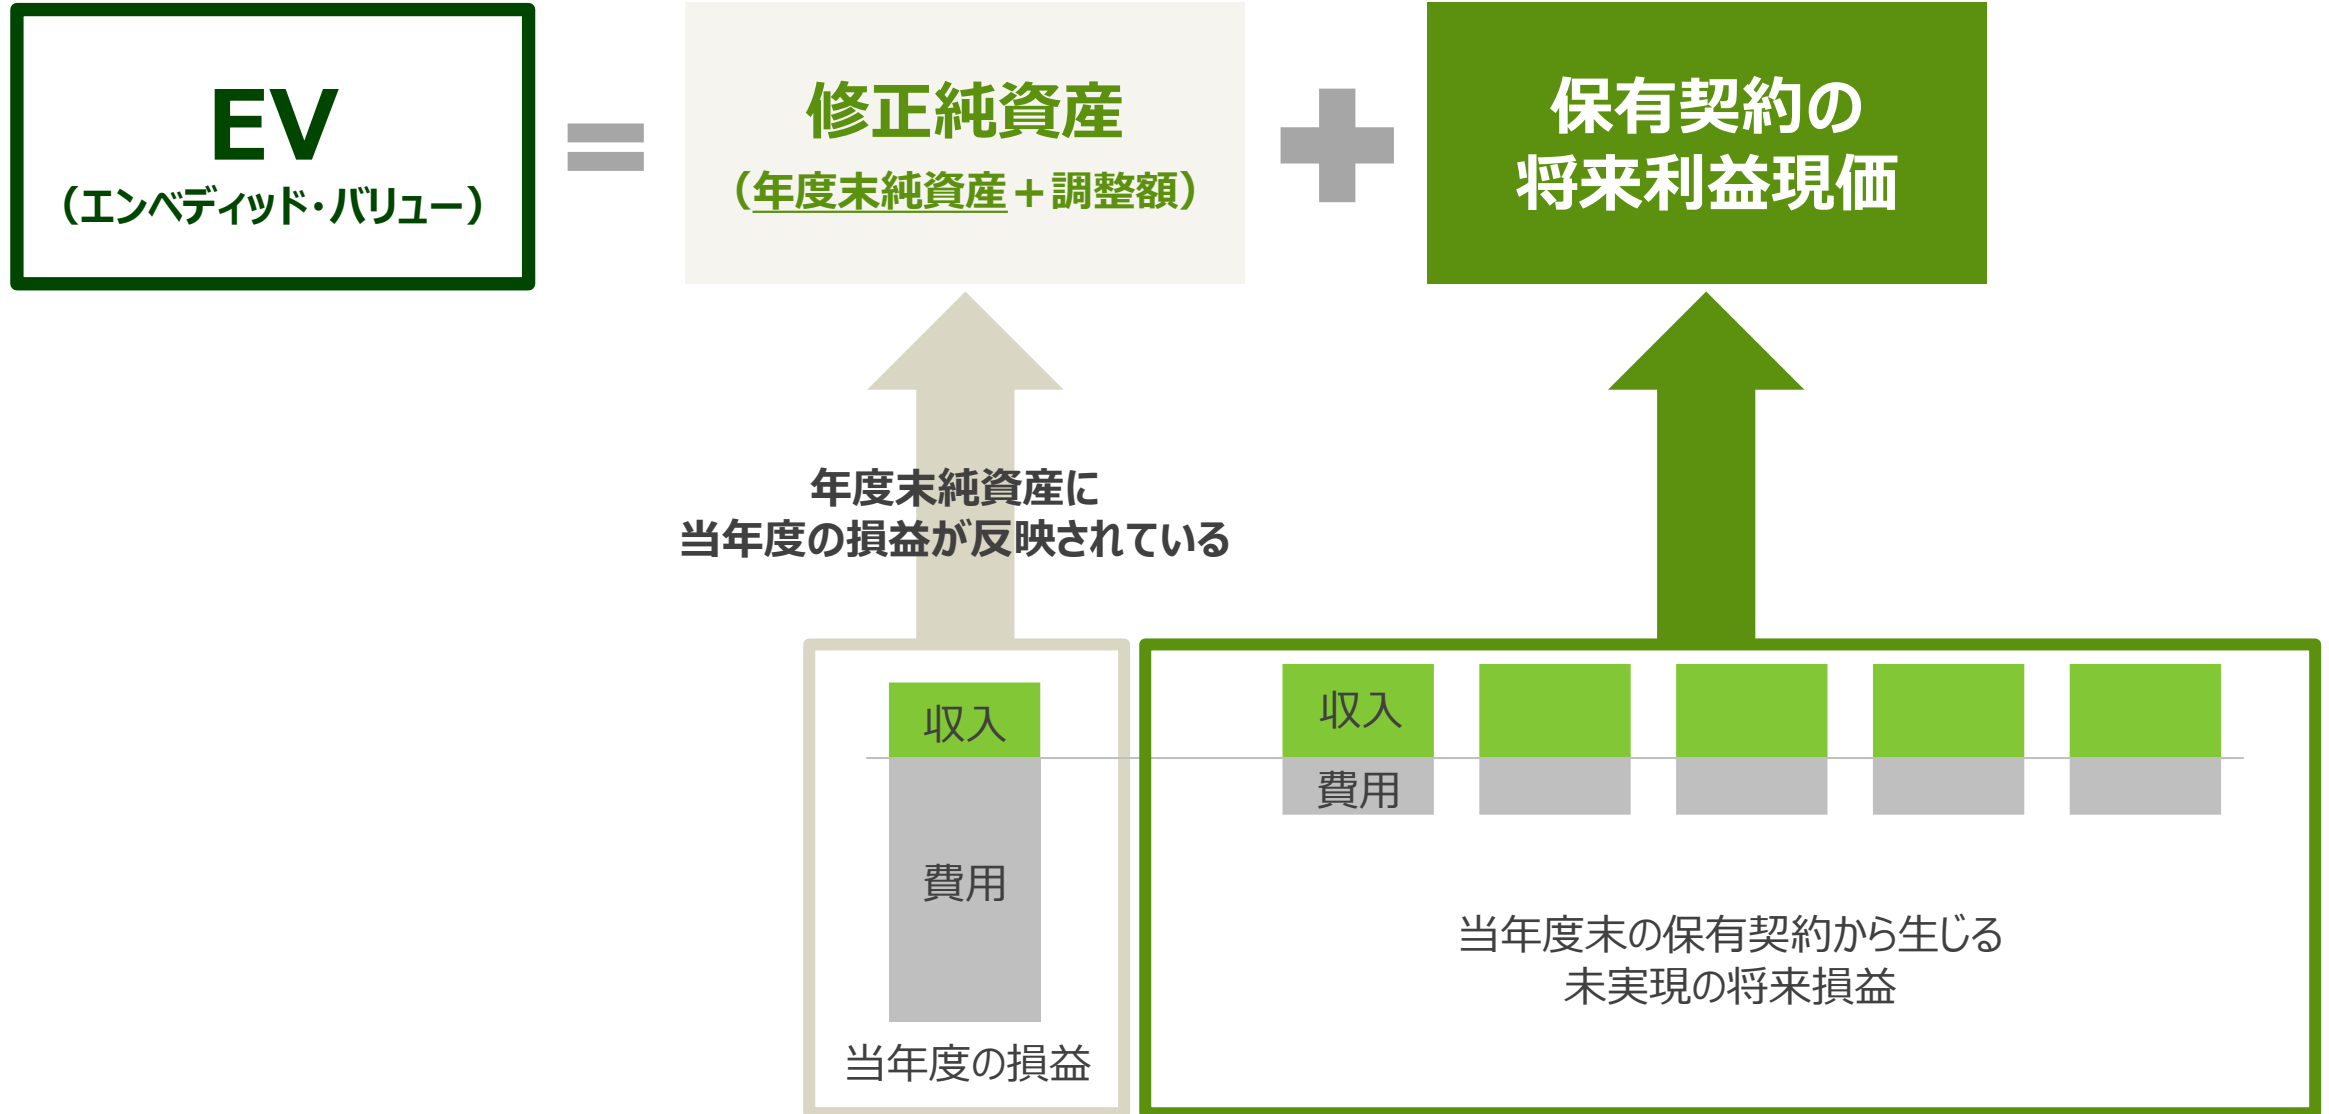 EV
（エンベディッド・バリュー）
＝
修正純資産
（年度末純資産＋調整額）
＋
保有契約の
将来利益現価
年度末純資産に
当年度の損益が反映されている
収入
費用
当年度の損益
収入
費用
当年度末の保有契約から生じる
未実現の将来損益